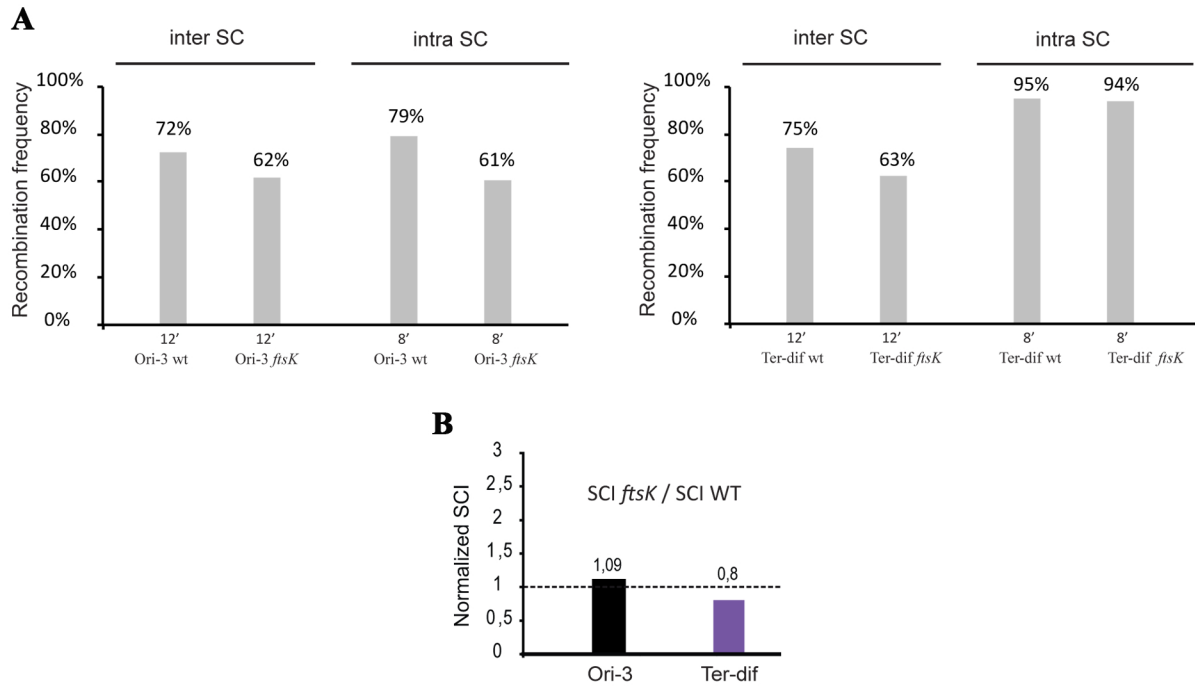 A
inter SC
intra SC
Recombination frequency
100%
80%
60%
40%
20%
0%
72%
62%
79%
61%
12’
12’
8’
8’
Ori-3 wt
Ori-3 ftsK
Ori-3 wt
Ori-3 ftsK
inter SC
intra SC
Recombination frequency
100%
80%
60%
40%
20%
0%
75%
63%
95%
94%
12’
12’
8’
8’
Ter-dif wt
Ter-dif ftsK
Ter-dif wt
Ter-dif ftsK
B
Normalized SCI
3
2,5
2
1,5
1
0,5
0
SCI ftsK / SCI WT
1,09
0,8
Ori-3
Ter-dif